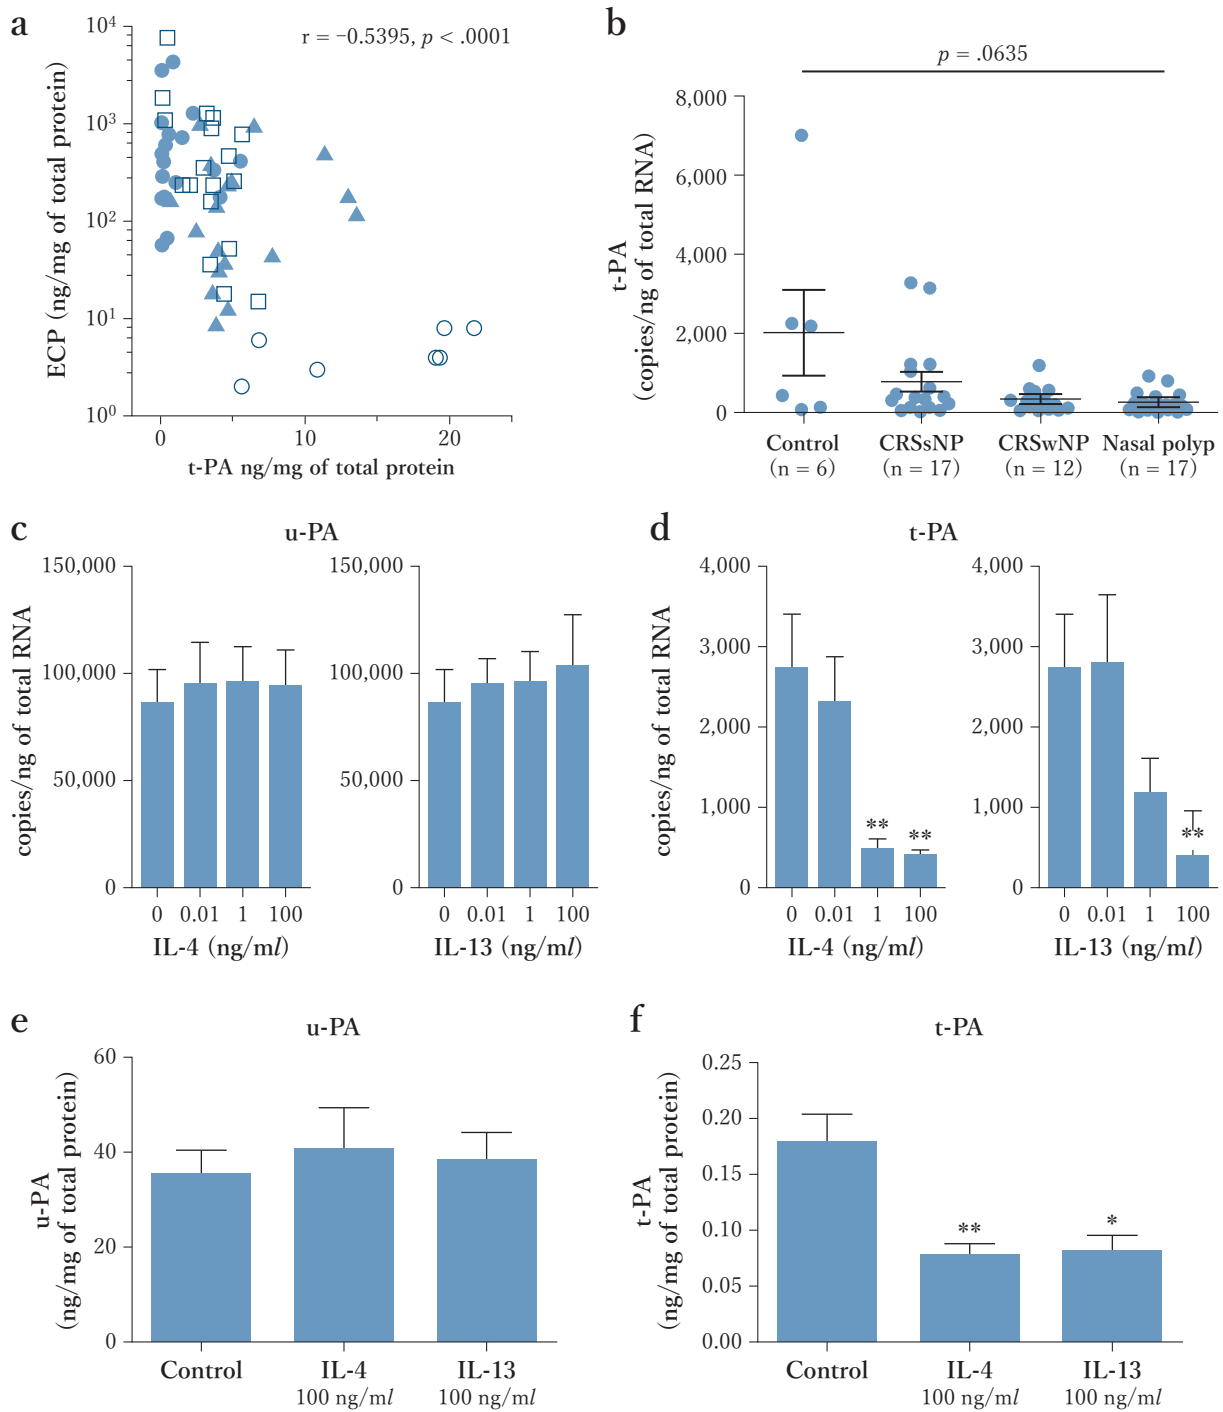 a
r = −0.5395, p < .0001
ECP (ng/mg of total protein)
10⁴
10³
10²
10¹
10⁰
0 10 20
t-PA ng/mg of total protein
b
p = .0635
t-PA
(copies/ng of total RNA)
8,000
6,000
4,000
2,000
0
Control CRSsNP CRSwNP Nasal polyp
(n = 6) (n = 17) (n = 12) (n = 17)
c
u-PA
copies/ng of total RNA
150,000
100,000
50,000
0
0 0.01 1 100
IL-4 (ng/ml)
150,000
100,000
50,000
0
0 0.01 1 100
IL-13 (ng/ml)
d
t-PA
copies/ng of total RNA
4,000
3,000
2,000
1,000
0
** **
0 0.01 1 100
IL-4 (ng/ml)
4,000
3,000
2,000
1,000
0
**
0 0.01 1 100
IL-13 (ng/ml)
e
u-PA
u-PA
(ng/mg of total protein)
60
40
20
0
Control IL-4 IL-13
100 ng/ml 100 ng/ml
f
t-PA
t-PA
(ng/mg of total protein)
0.25
0.20
0.15
0.10
0.05
0.00
** *
Control IL-4 IL-13
100 ng/ml 100 ng/ml